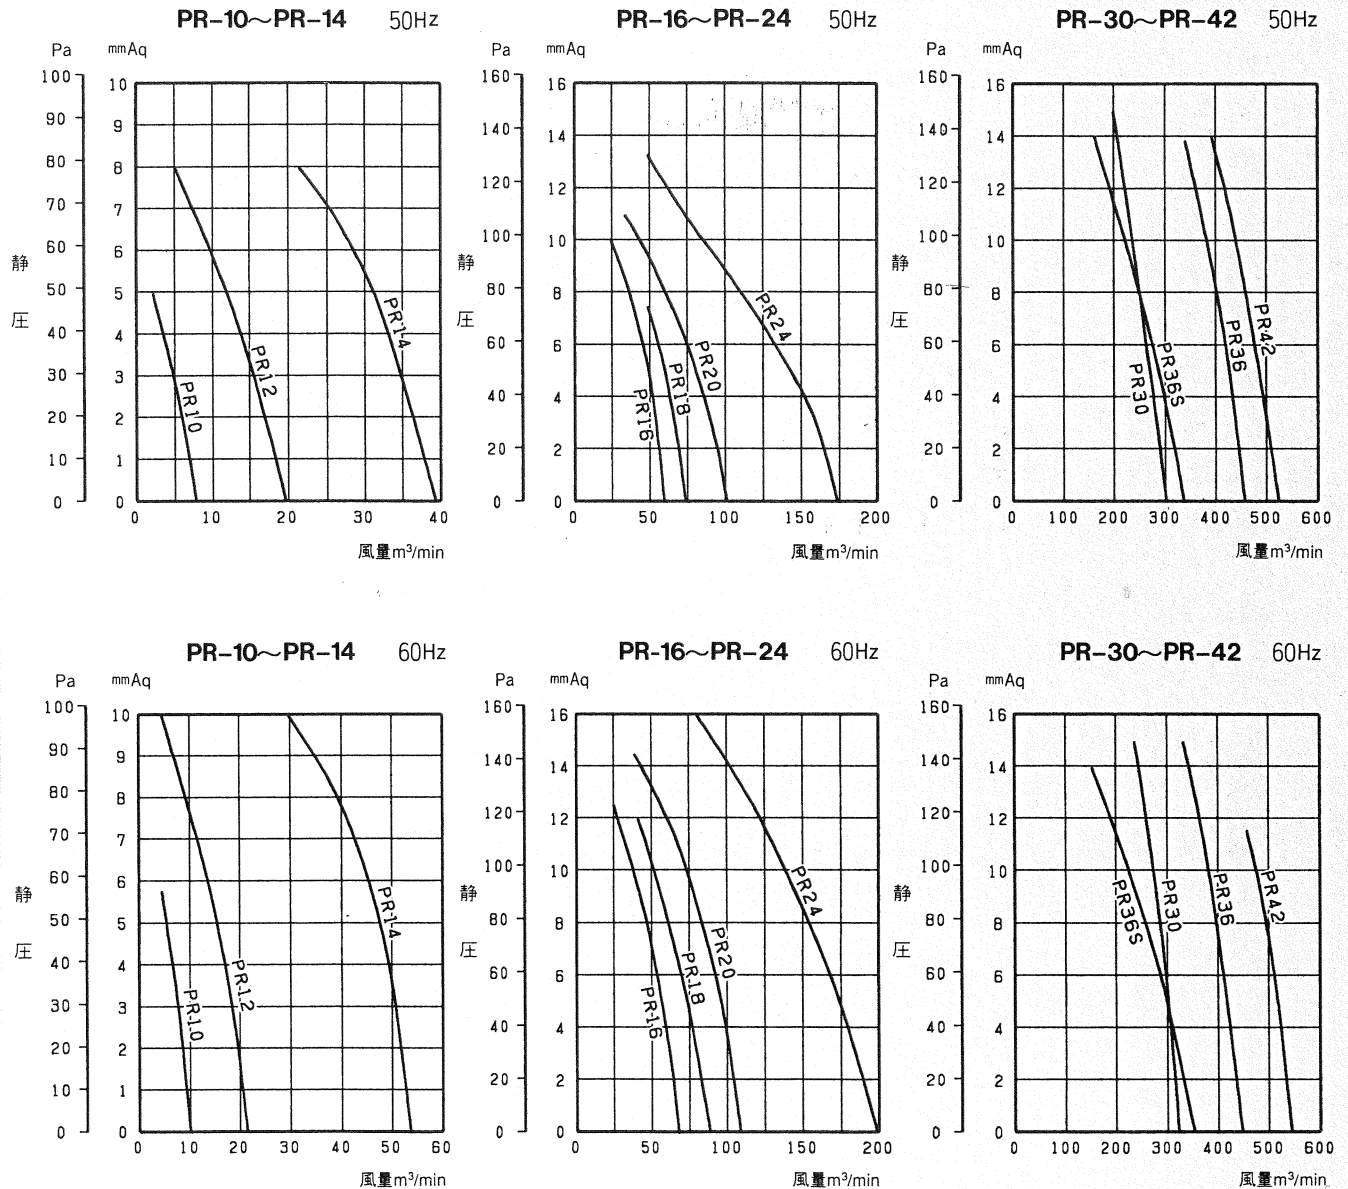 PR-10～PR-14 50Hz
Pa mmAq
100 90 80 70 60 50 40 30 20 10 0
10 9 8 7 6 5 4 3 2 1 0
静圧
PR10
PR12
PR14
0 10 20 30 40
風量m³/min
PR-16～PR-24 50Hz
Pa mmAq
160 140 120 100 80 60 40 20 0
16 14 12 10 8 6 4 2 0
静圧
PR16
PR18
PR20
PR24
0 50 100 150 200
風量m³/min
PR-30～PR-42 50Hz
Pa mmAq
160 140 120 100 80 60 40 20 0
16 14 12 10 8 6 4 2 0
静圧
PR30
PR36S
PR36
PR42
0 100 200 300 400 500 600
風量m³/min
PR-10～PR-14 60Hz
Pa mmAq
100 90 80 70 60 50 40 30 20 10 0
10 9 8 7 6 5 4 3 2 1 0
静圧
PR10
PR12
PR14
0 10 20 30 40 50 60
風量m³/min
PR-16～PR-24 60Hz
Pa mmAq
160 140 120 100 80 60 40 20 0
16 14 12 10 8 6 4 2 0
静圧
PR16
PR18
PR20
PR24
0 50 100 150 200
風量m³/min
PR-30～PR-42 60Hz
Pa mmAq
160 140 120 100 80 60 40 20 0
16 14 12 10 8 6 4 2 0
静圧
PR36S
PR30
PR36
PR42
0 100 200 300 400 500 600
風量m³/min